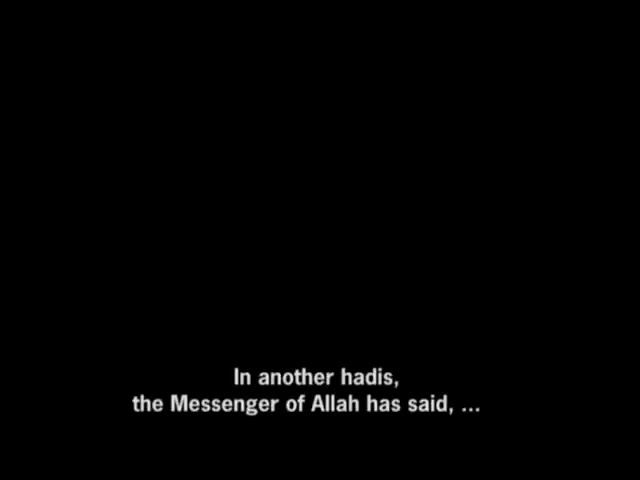 In another hadis,
the Messenger of Allah has said, ...